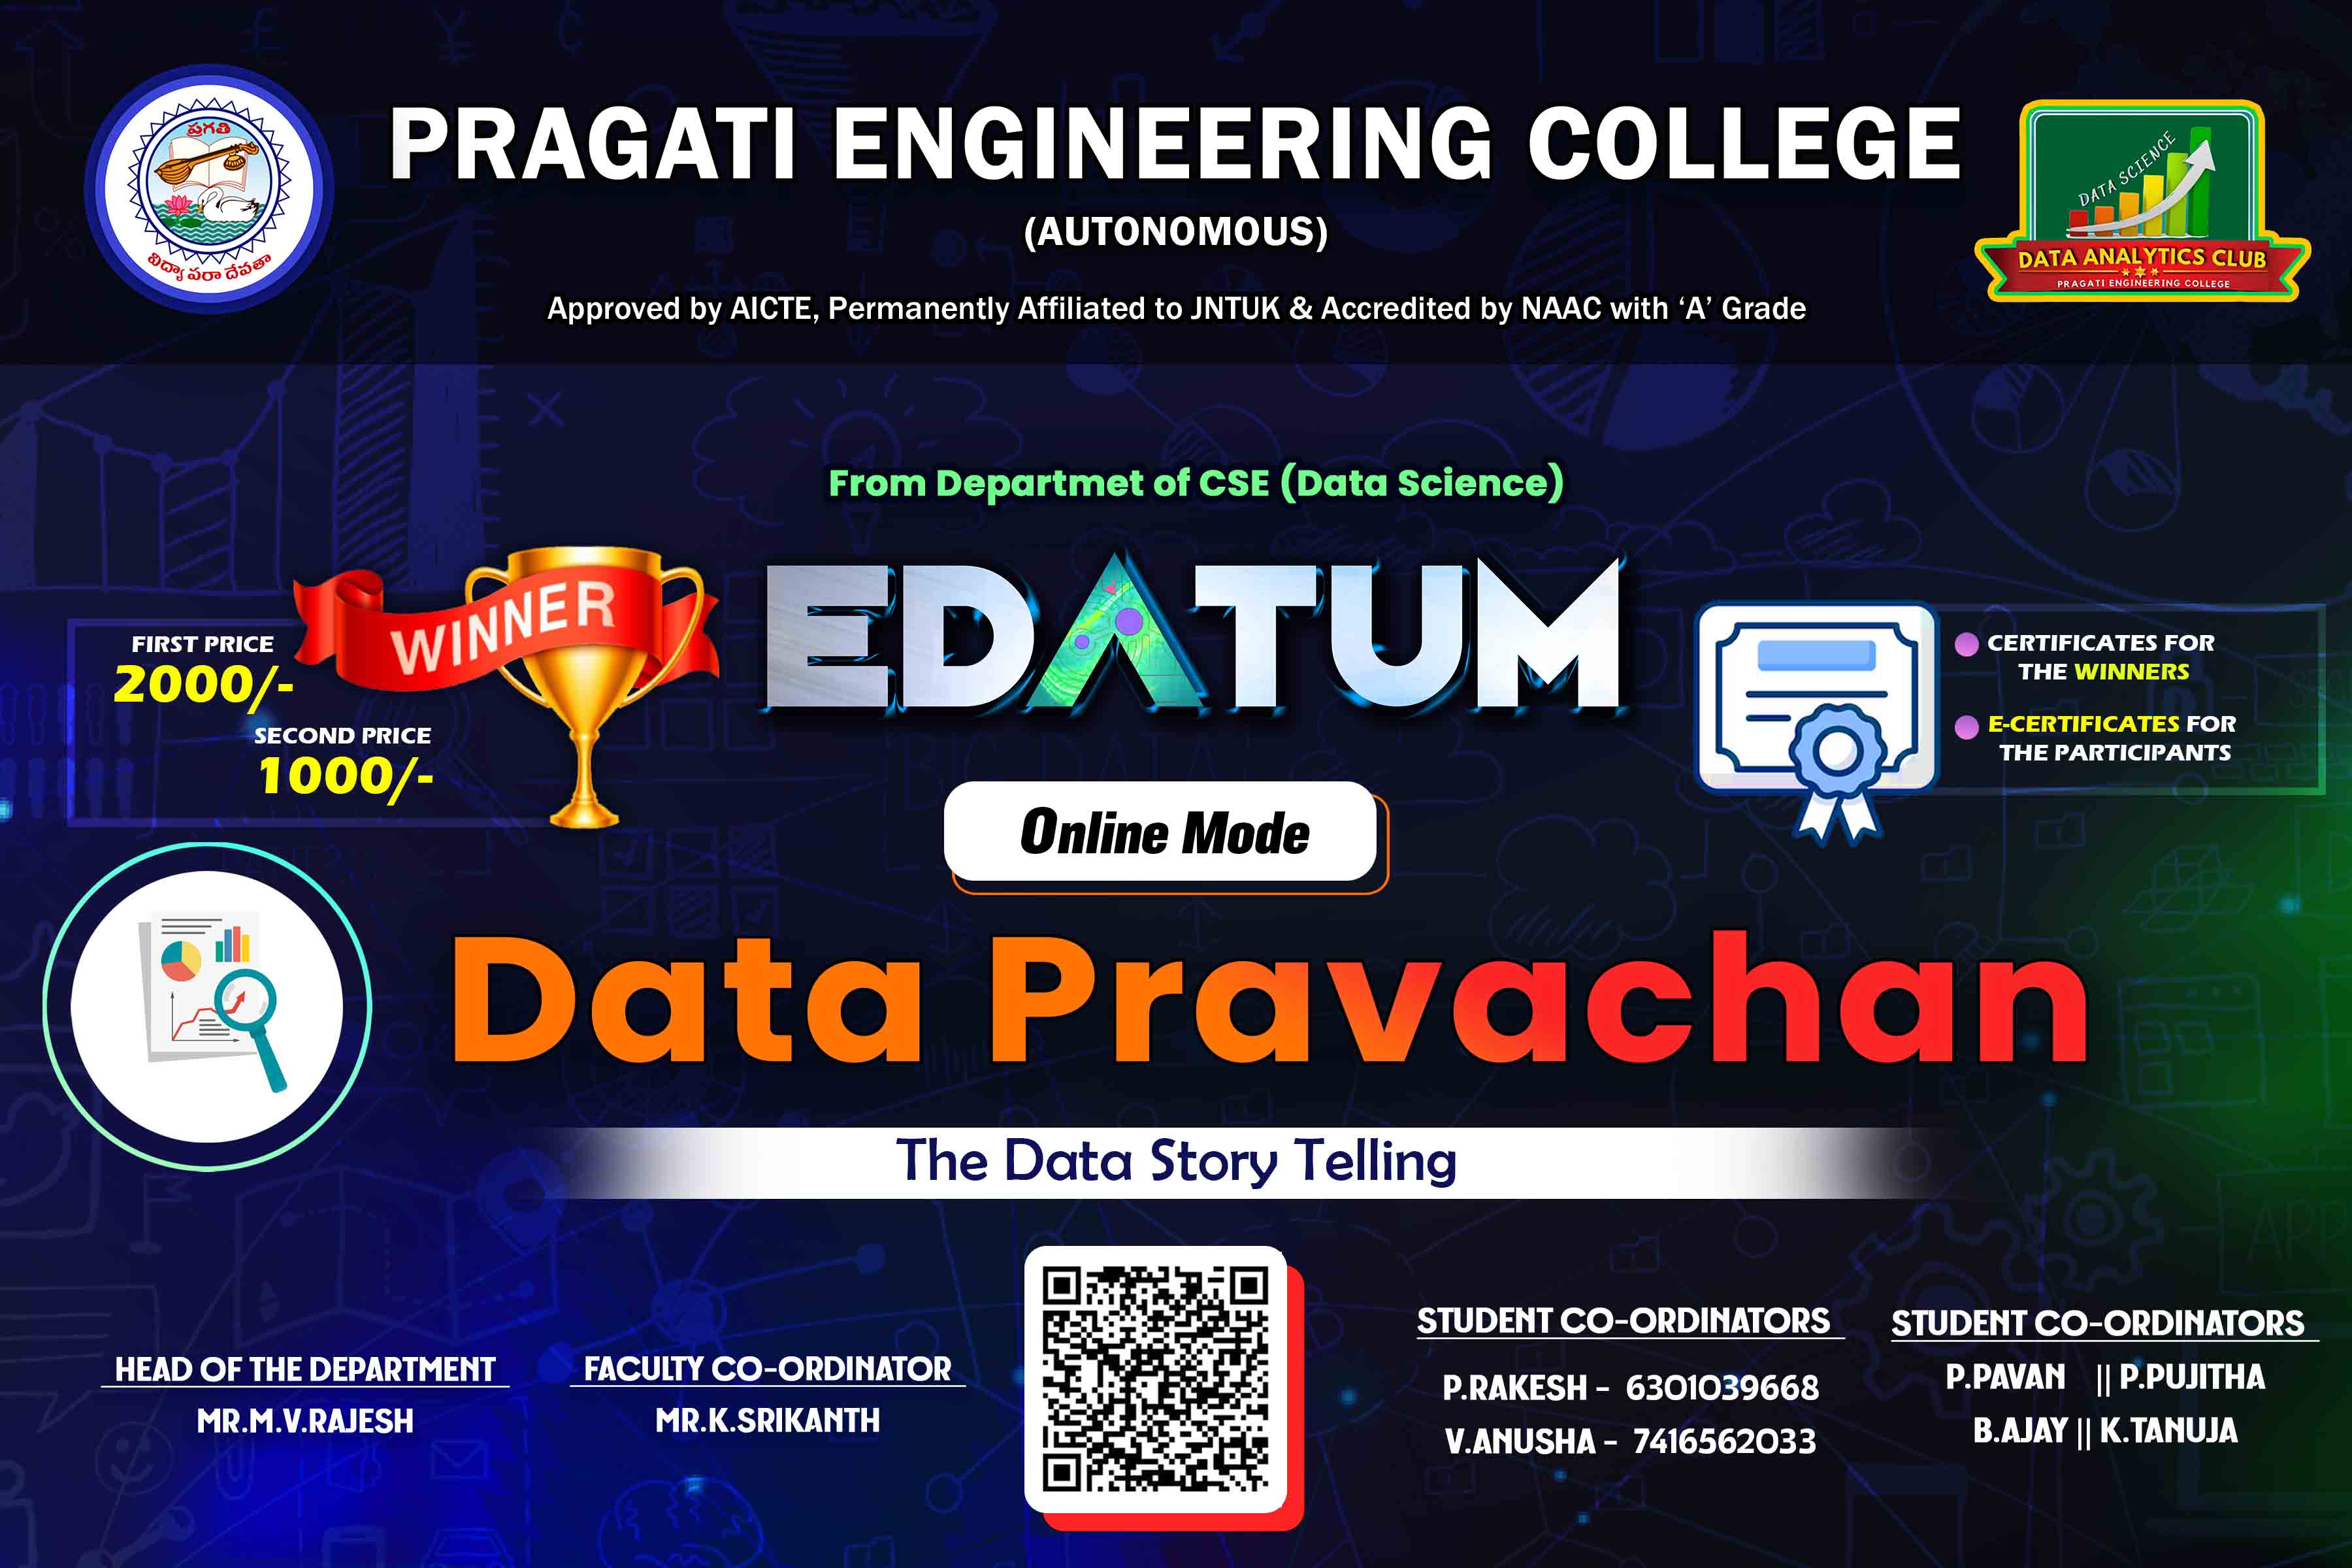 ప్రగతి
విద్యా పరా దేవతా
PRAGATI ENGINEERING COLLEGE
(AUTONOMOUS)
Approved by AICTE, Permanently Affiliated to JNTUK & Accredited by NAAC with ‘A’ Grade
DATA SCIENCE
DATA ANALYTICS CLUB
PRAGATI ENGINEERING COLLEGE
From Departmet of CSE (Data Science)
EDATUM
WINNER
FIRST PRICE
2000/-
SECOND PRICE
1000/-
CERTIFICATES FOR
THE WINNERS
E-CERTIFICATES FOR
THE PARTICIPANTS
Online Mode
Data Pravachan
The Data Story Telling
HEAD OF THE DEPARTMENT
MR.M.V.RAJESH
FACULTY CO-ORDINATOR
MR.K.SRIKANTH
STUDENT CO-ORDINATORS
P.RAKESH - 6301039668
V.ANUSHA - 7416562033
STUDENT CO-ORDINATORS
P.PAVAN || P.PUJITHA
B.AJAY || K.TANUJA
BIG DATA
APP